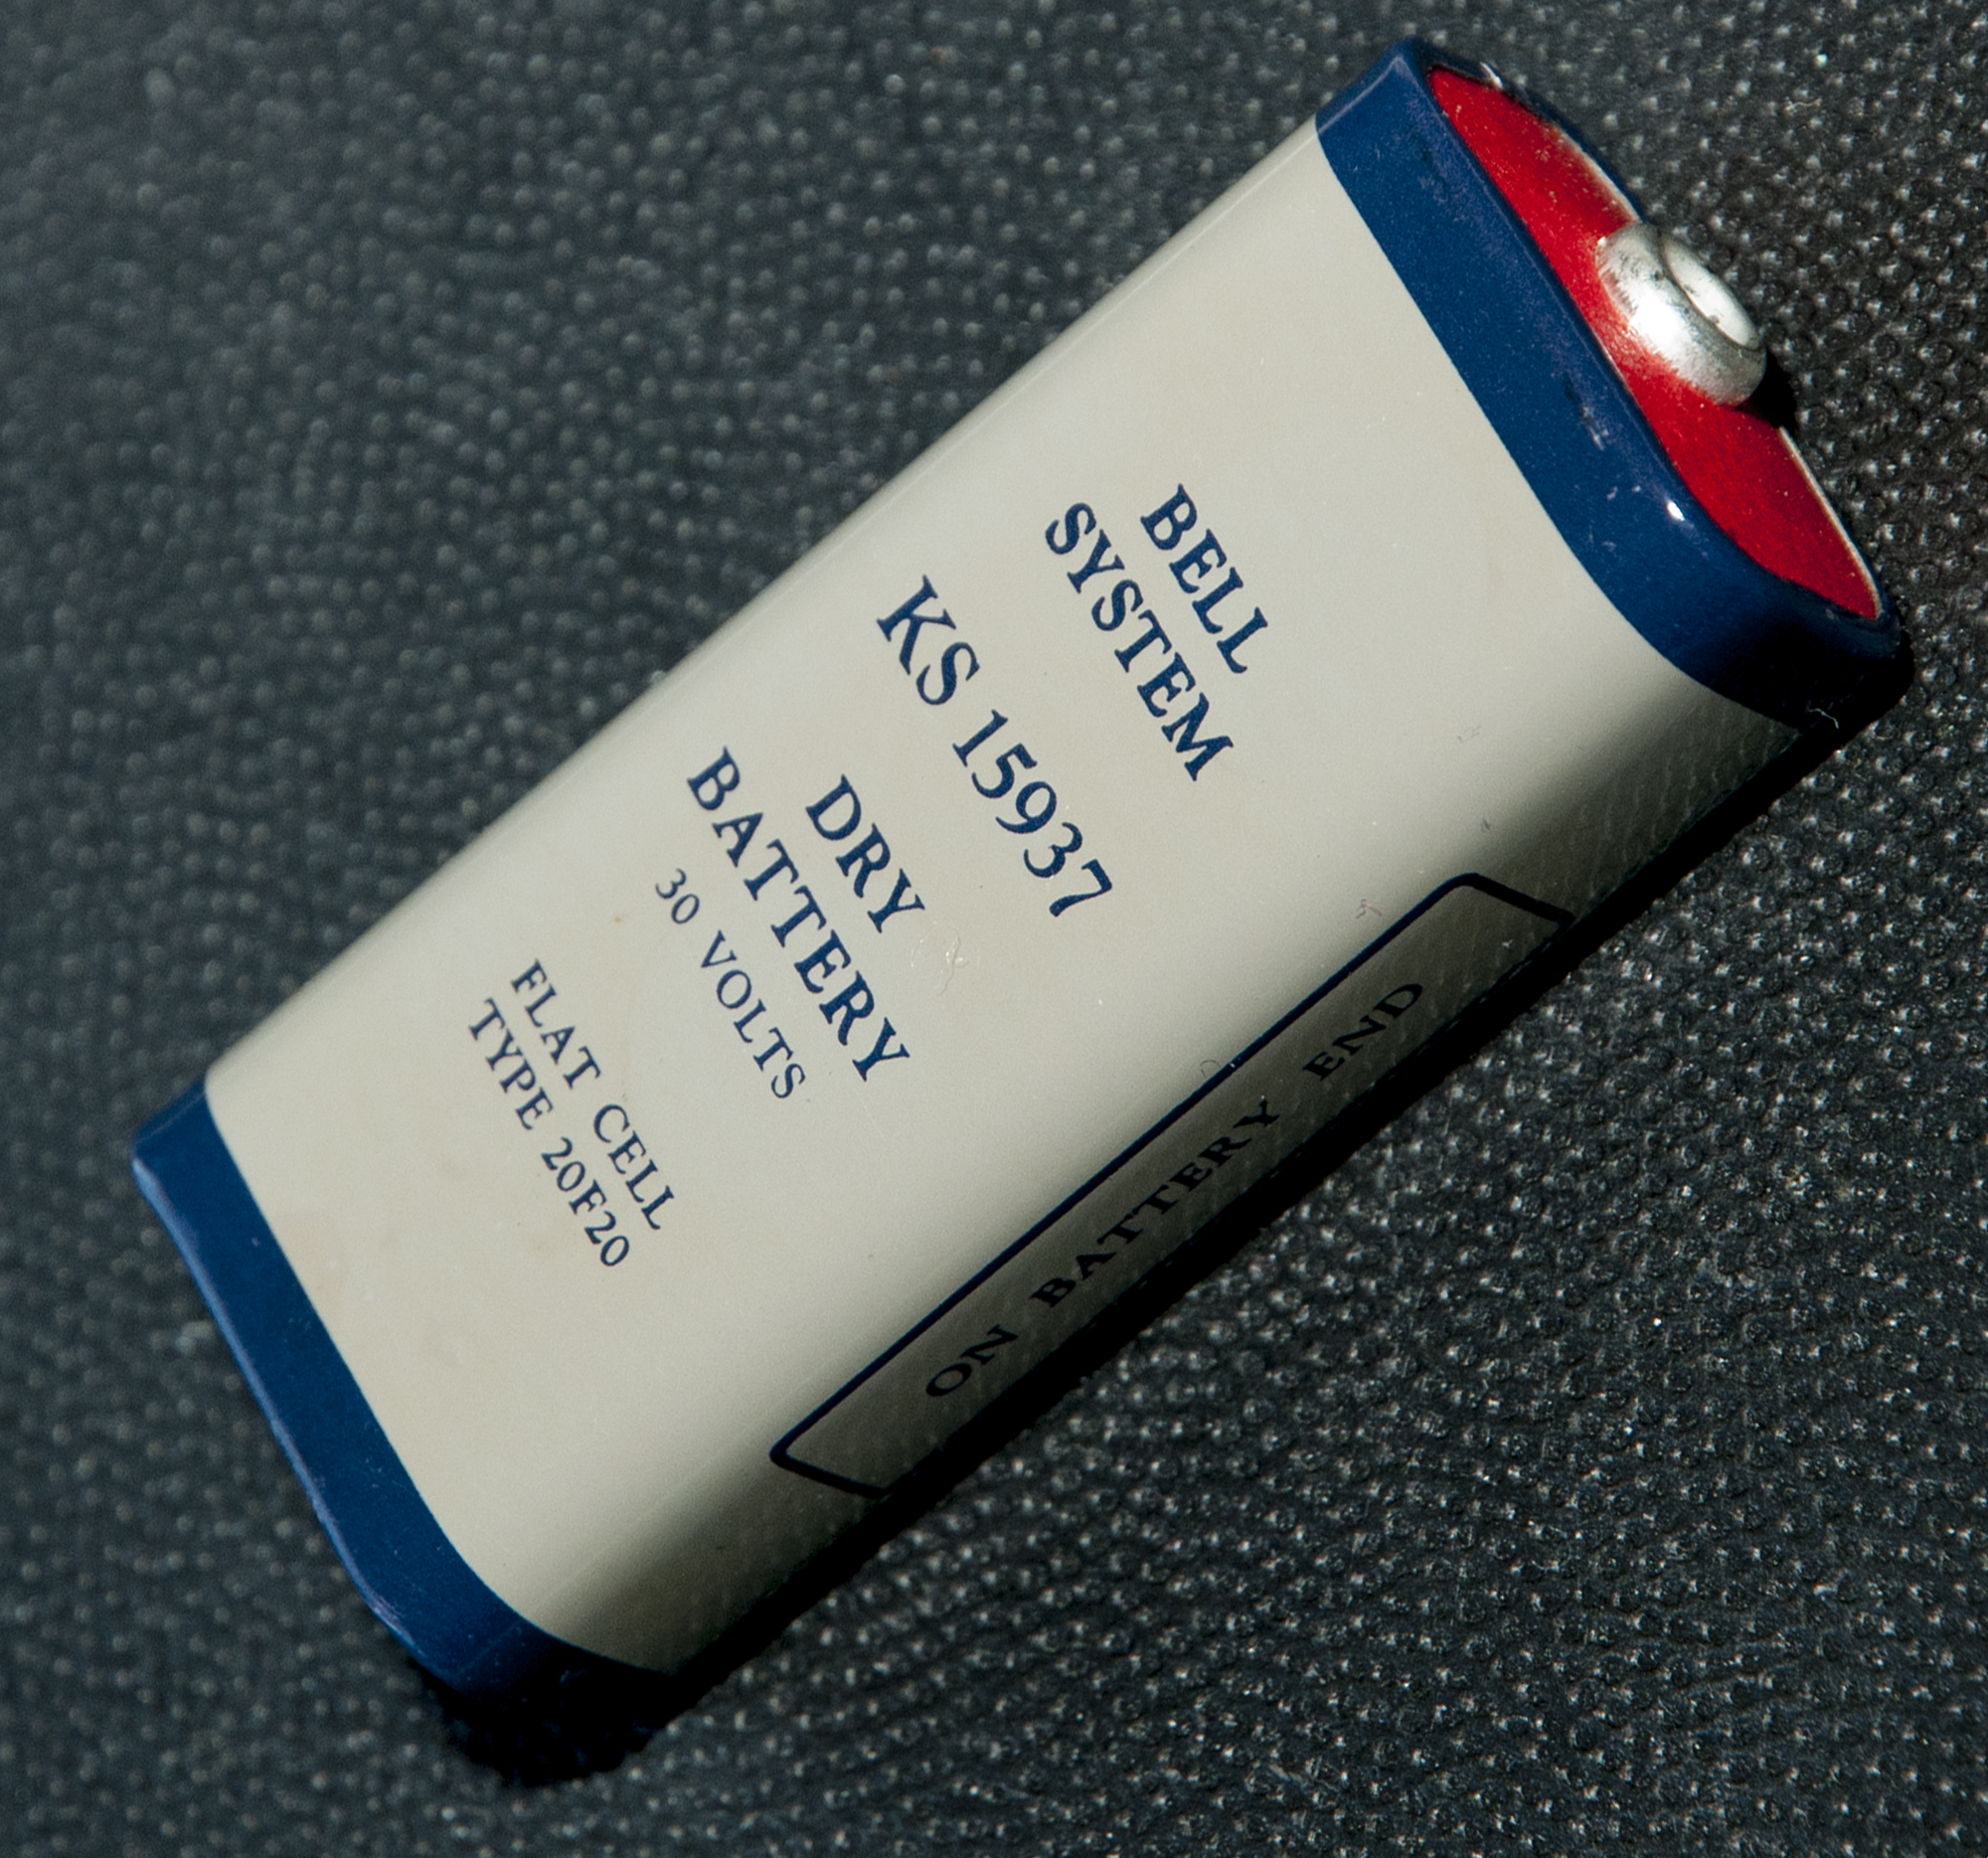 BELL
SYSTEM
KS 15937
DRY
BATTERY
30 VOLTS
FLAT CELL
TYPE 20F20
ON BATTERY END